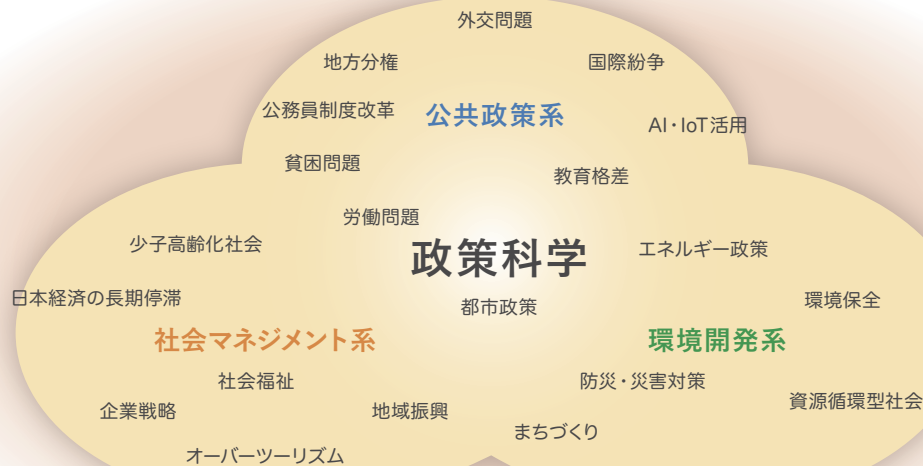 外交問題
地方分権
国際紛争
公務員制度改革
公共政策系
AI・IoT活用
貧困問題
教育格差
労働問題
少子高齢化社会
政策科学
エネルギー政策
日本経済の長期停滞
都市政策
環境保全
社会マネジメント系
環境開発系
社会福祉
防災・災害対策
企業戦略
地域振興
資源循環型社会
まちづくり
オーバーツーリズム